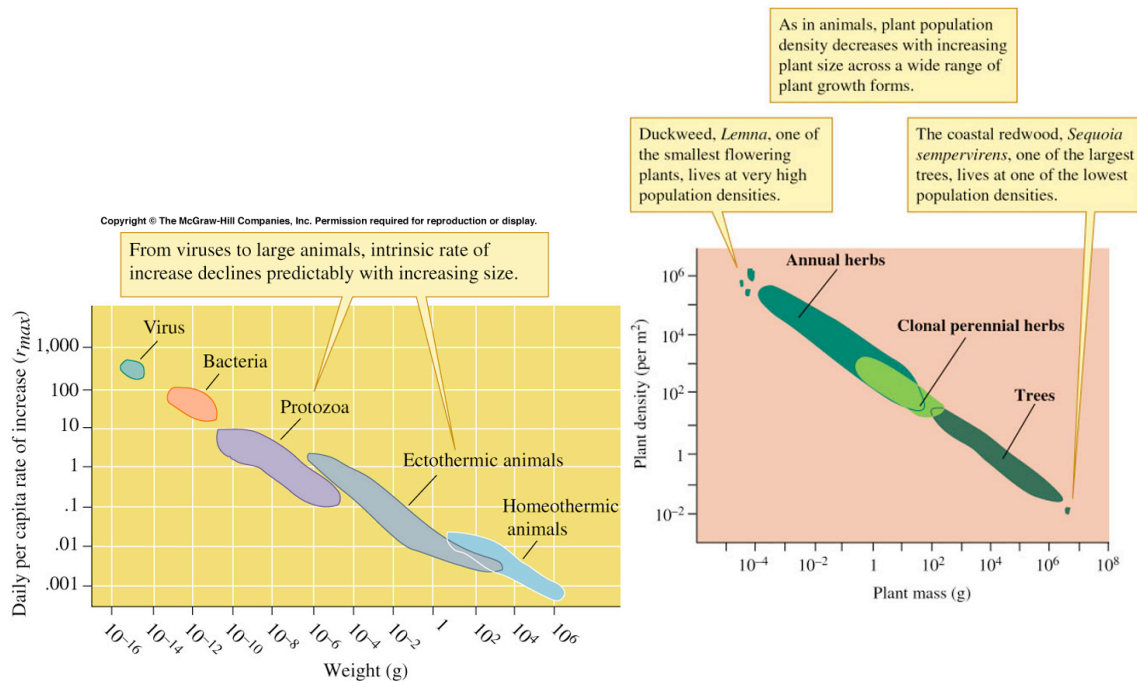 As in animals, plant population
density decreases with increasing
plant size across a wide range of
plant growth forms.
Duckweed, Lemna, one of
the smallest flowering
plants, lives at very high
population densities.
The coastal redwood, Sequoia
sempervirens, one of the largest
trees, lives at one of the lowest
population densities.
Copyright © The McGraw-Hill Companies, Inc. Permission required for reproduction or display.
From viruses to large animals, intrinsic rate of
increase declines predictably with increasing size.
Daily per capita rate of increase (rmax)
1,000
100
10
1
.1
.01
.001
Virus
Bacteria
Protozoa
Ectothermic animals
Homeothermic
animals
10⁻¹⁶ 10⁻¹⁴ 10⁻¹² 10⁻¹⁰ 10⁻⁸ 10⁻⁶ 10⁻⁴ 10⁻² 1 10² 10⁴ 10⁶
Weight (g)
Plant density (per m²)
10⁶
10⁴
10²
1
10⁻²
Annual herbs
Clonal perennial herbs
Trees
10⁻⁴ 10⁻² 1 10² 10⁴ 10⁶ 10⁸
Plant mass (g)